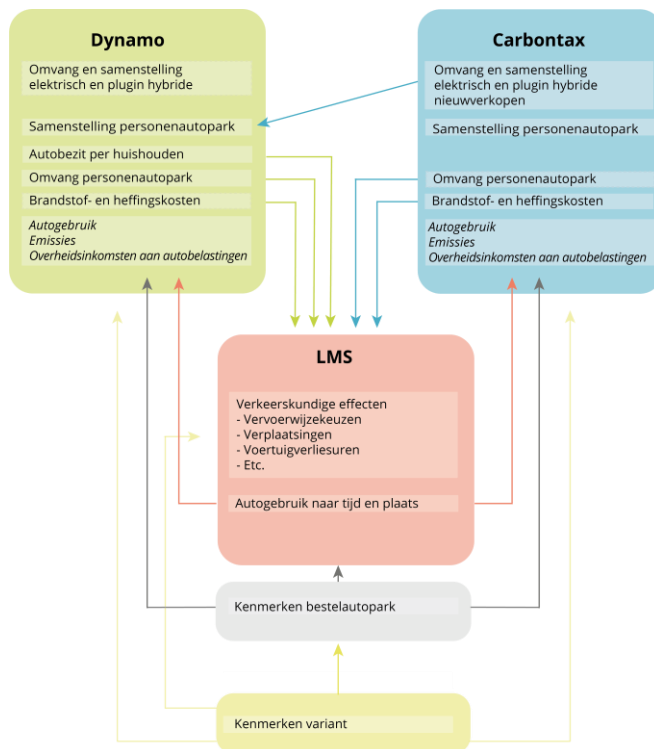 Dynamo
Omvang en samenstelling
elektrisch en plugin hybride
Samenstelling personenautopark
Autobezit per huishouden
Omvang personenautopark
Brandstof- en heffingskosten
Autogebruik
Emissies
Overheidsinkomsten aan autobelastingen
Carbontax
Omvang en samenstelling
elektrisch en plugin hybride
nieuwverkopen
Samenstelling personenautopark
Omvang personenautopark
Brandstof- en heffingskosten
Autogebruik
Emissies
Overheidsinkomsten aan autobelastingen
LMS
Verkeerskundige effecten
- Vervoerwijzekeuzen
- Verplaatsingen
- Voertuigverliesuren
- Etc.
Autogebruik naar tijd en plaats
Kenmerken bestelautopark
Kenmerken variant